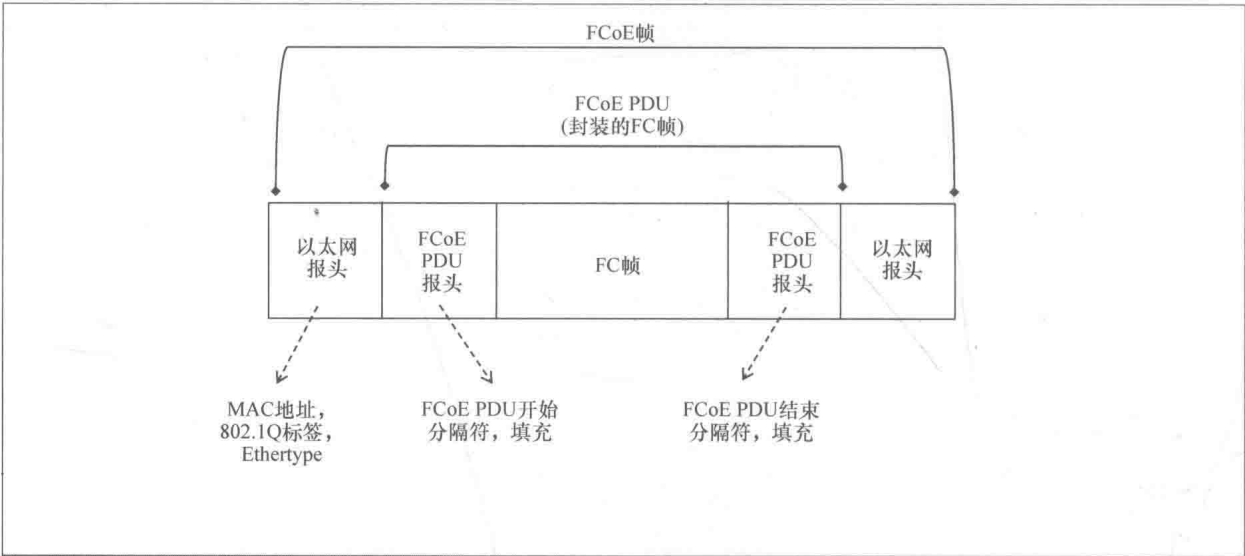 FCoE帧
FCoE PDU
(封装的FC帧)
以太网
报头
FCoE
PDU
报头
FC帧
FCoE
PDU
报头
以太网
报头
MAC地址，
802.1Q标签，
Ethertype
FCoE PDU开始
分隔符，填充
FCoE PDU结束
分隔符，填充